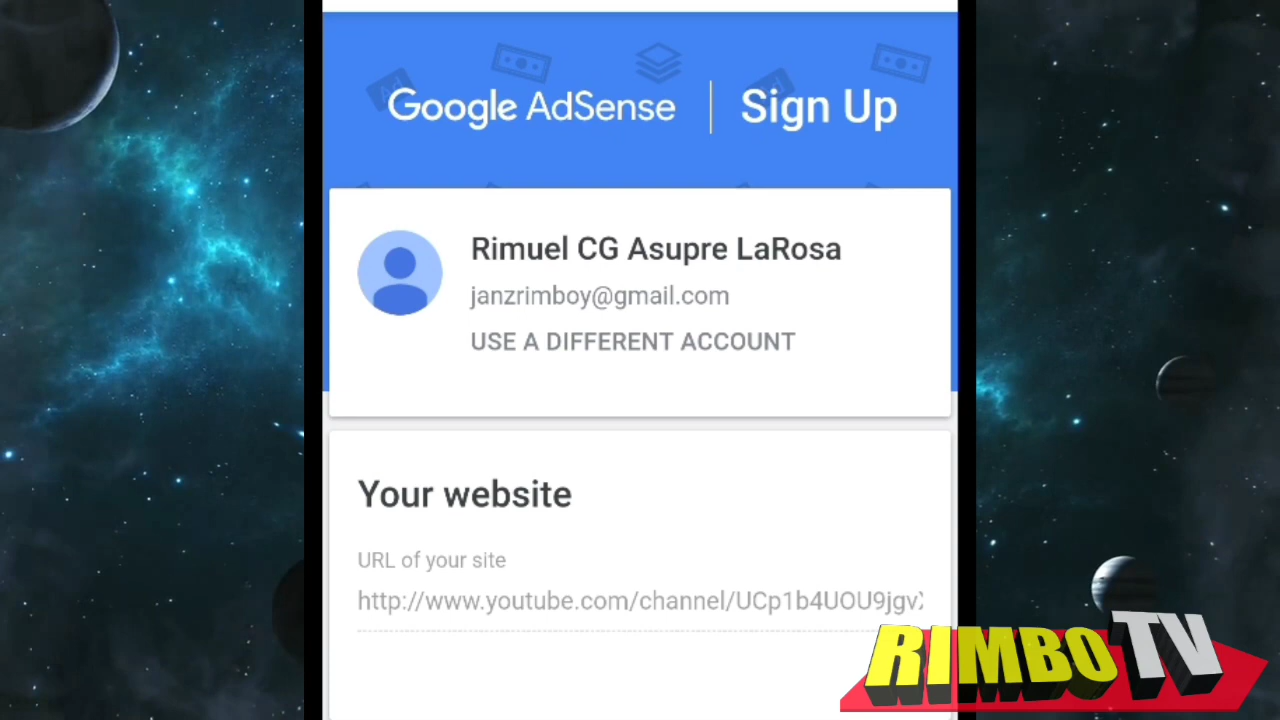 Google AdSense | Sign Up
Rimuel CG Asupre LaRosa
janzrimboy@gmail.com
USE A DIFFERENT ACCOUNT
Your website
URL of your site
http://www.youtube.com/channel/UCp1b4UOU9jgv
RIMBO TV